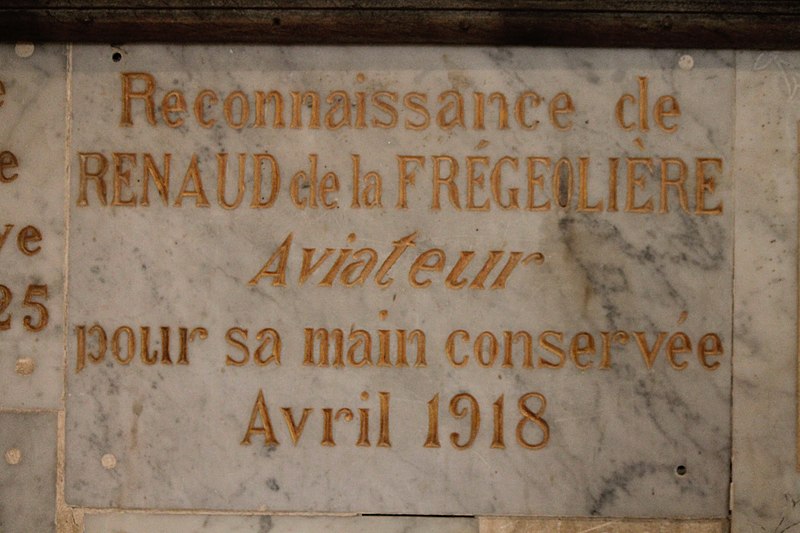 Reconnaissance de
RENAUD de la FRÉGEOLIÈRE
Aviateur
pour sa main conservée
Avril 1918